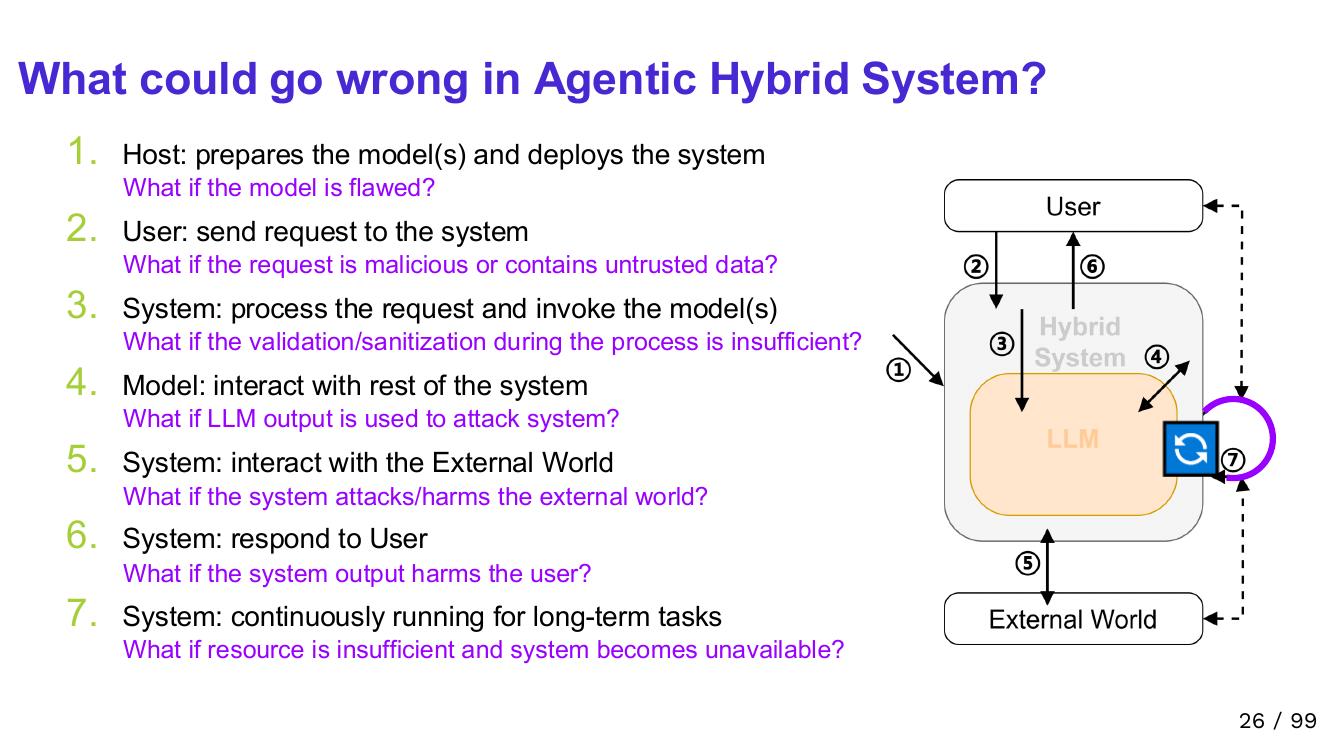 What could go wrong in Agentic Hybrid System?
1. Host: prepares the model(s) and deploys the system
What if the model is flawed?
2. User: send request to the system
What if the request is malicious or contains untrusted data?
3. System: process the request and invoke the model(s)
What if the validation/sanitization during the process is insufficient?
4. Model: interact with rest of the system
What if LLM output is used to attack system?
5. System: interact with the External World
What if the system attacks/harms the external world?
6. System: respond to User
What if the system output harms the user?
7. System: continuously running for long-term tasks
What if resource is insufficient and system becomes unavailable?
User
② ⑥
Hybrid
System
③ ④
①
LLM
⑦
⑤
External World
26 / 99